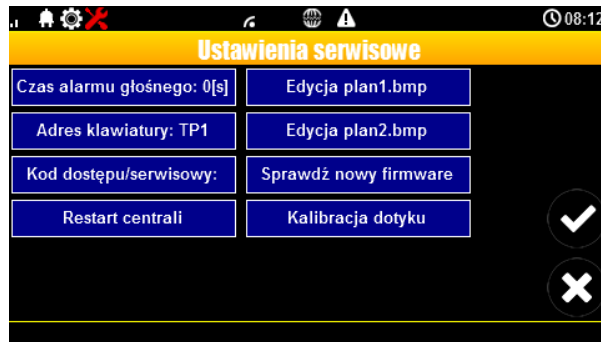 08:12
Ustawienia serwisowe
Czas alarmu głośnego: 0[s]
Edycja plan1.bmp
Adres klawiatury: TP1
Edycja plan2.bmp
Kod dostępu/serwisowy:
Sprawdź nowy firmware
Restart centrali
Kalibracja dotyku